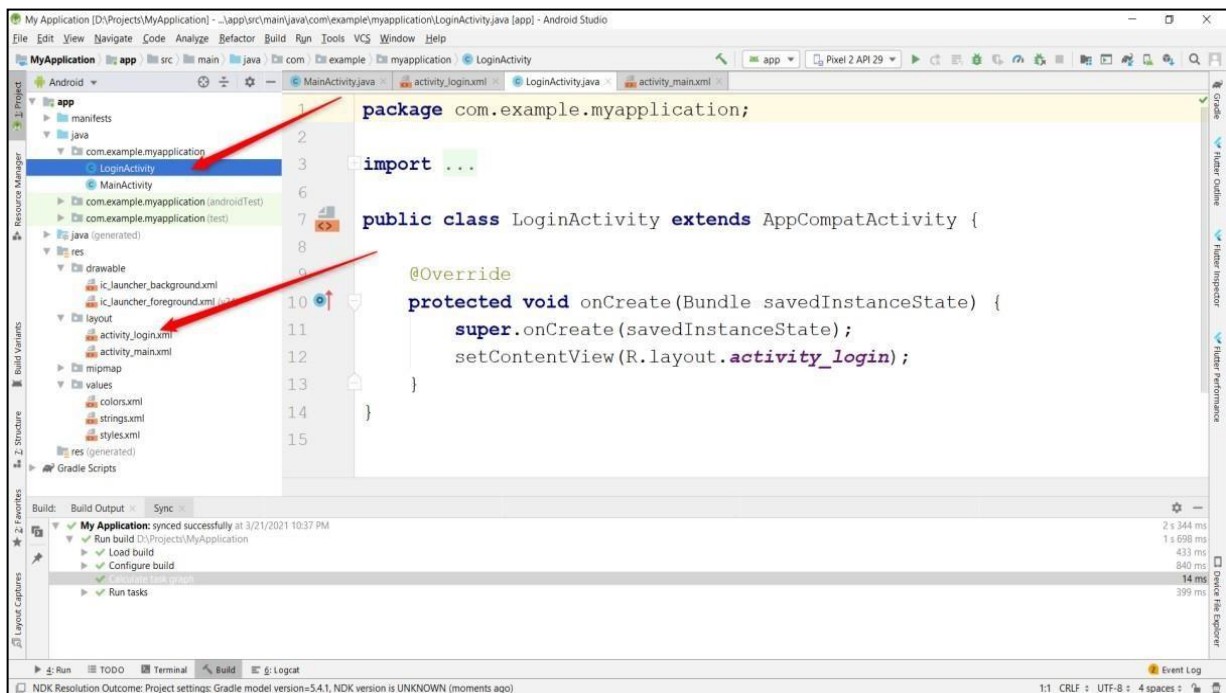 My Application [D:\Projects\MyApplication] - ...\app\src\main\java\com\example\myapplication\LoginActivity.java [app] - Android Studio
File Edit View Navigate Code Analyze Refactor Build Run Tools VCS Window Help
MyApplication app src main java com example myapplication LoginActivity app Pixel 2 API 29
Android MainActivity.java activity_login.xml LoginActivity.java activity_main.xml
1: Project
Resource Manager
Build Variants
Z: Structure
2: Favorites
Layout Captures
app
manifests
java
com.example.myapplication
LoginActivity
MainActivity
com.example.myapplication (androidTest)
com.example.myapplication (test)
java (generated)
res
drawable
ic_launcher_background.xml
ic_launcher_foreground.xml
layout
activity_login.xml
activity_main.xml
mipmap
values
colors.xml
strings.xml
styles.xml
res (generated)
Gradle Scripts
1 package com.example.myapplication;
2
3 import ...
6
7 public class LoginActivity extends AppCompatActivity {
8
9 @Override
10 protected void onCreate(Bundle savedInstanceState) {
11 super.onCreate(savedInstanceState);
12 setContentView(R.layout.activity_login);
13 }
14 }
15
Gradle
Flutter Outline
Flutter Inspector
Flutter Performance
Device File Explorer
Build: Build Output Sync
My Application: synced successfully at 3/21/2021 10:37 PM 2 s 344 ms
Run build D:\Projects\MyApplication 1 s 698 ms
Load build 433 ms
Configure build 840 ms
Calculate task graph 14 ms
Run tasks 399 ms
4: Run TODO Terminal Build 6: Logcat 2 Event Log
NDK Resolution Outcome: Project settings: Gradle model version=5.4.1, NDK version is UNKNOWN (moments ago) 1:1 CRLF UTF-8 4 spaces